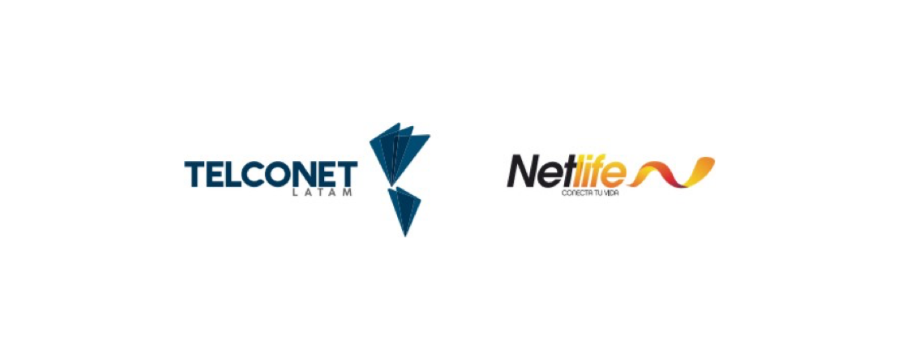 TELCONET
LATAM
Netlife
CONECTA TU VIDA